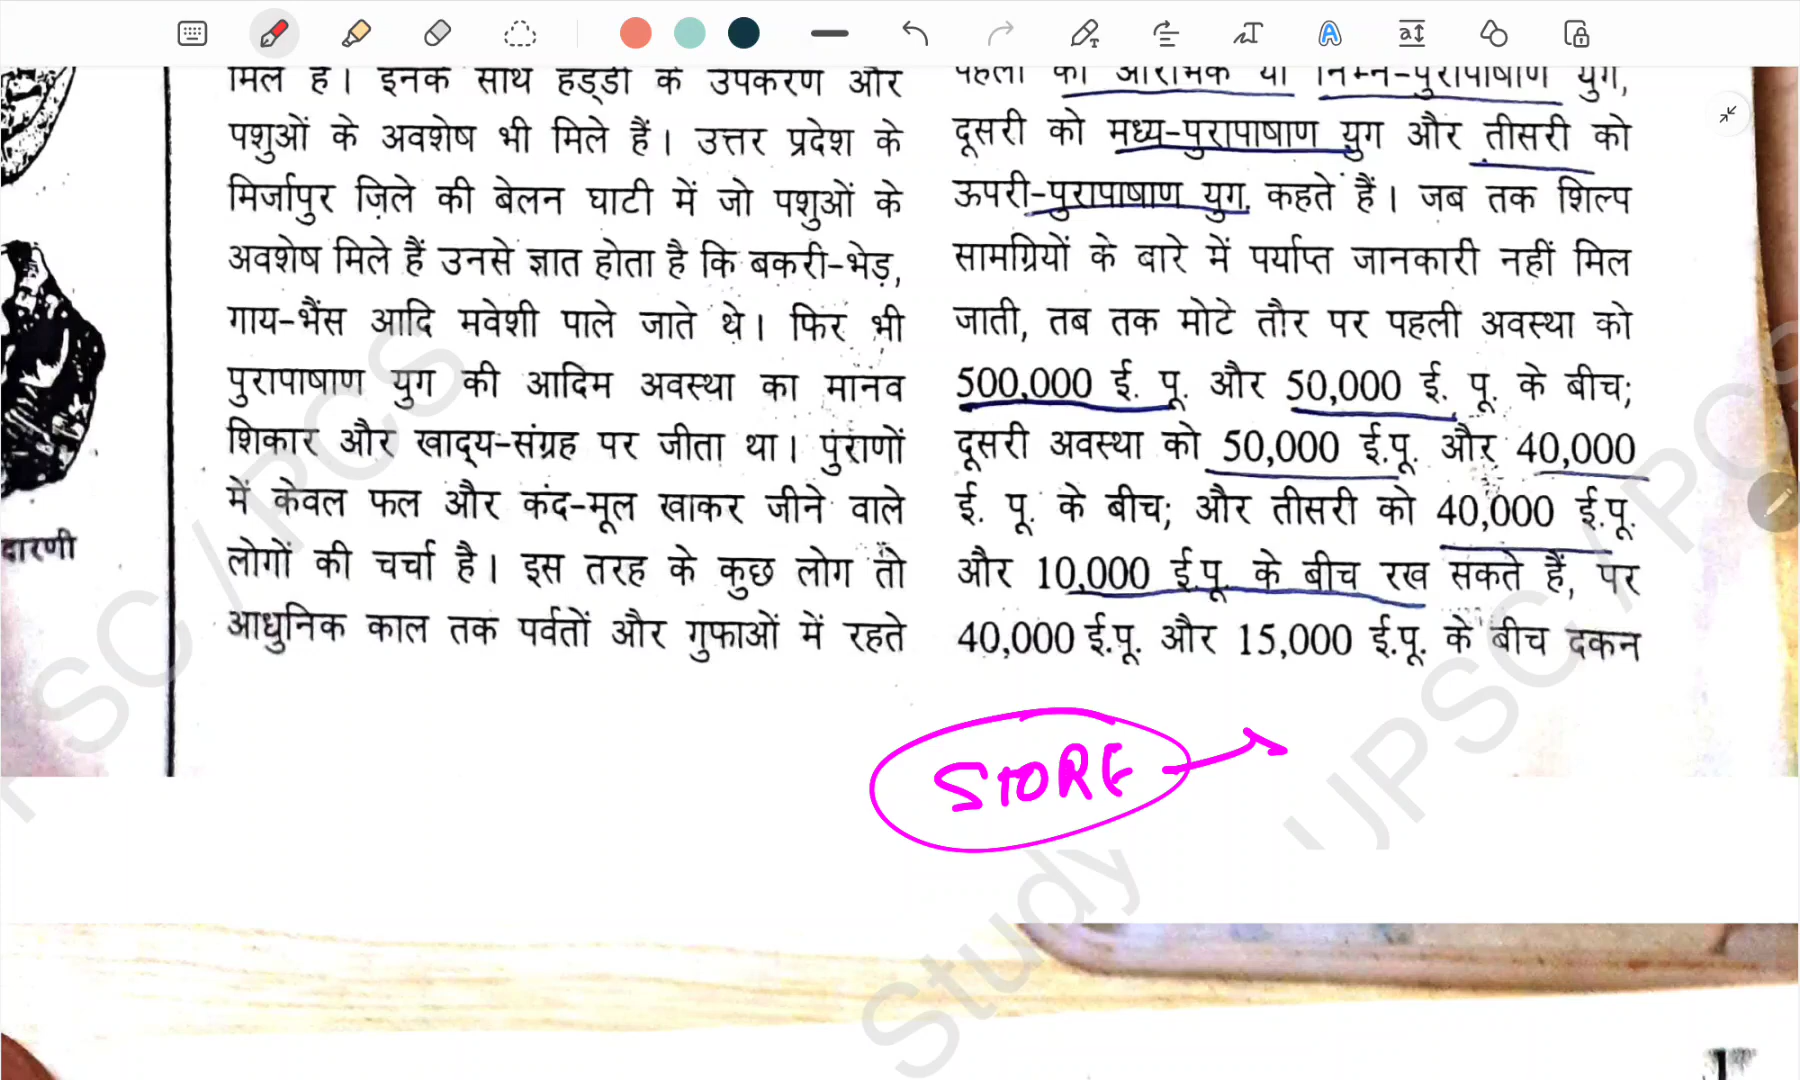 मिले हैं। इनके साथ हड्डी के उपकरण और
पशुओं के अवशेष भी मिले हैं। उत्तर प्रदेश के
मिर्जापुर ज़िले की बेलन घाटी में जो पशुओं के
अवशेष मिले हैं उनसे ज्ञात होता है कि बकरी-भेड़,
गाय-भैंस आदि मवेशी पाले जाते थे। फिर भी
पुरापाषाण युग की आदिम अवस्था का मानव
शिकार और खाद्य-संग्रह पर जीता था। पुराणों
में केवल फल और कंद-मूल खाकर जीने वाले
लोगों की चर्चा है। इस तरह के कुछ लोग तो
आधुनिक काल तक पर्वतों और गुफाओं में रहते
दारणी
पहली को आरंभिक या निम्न-पुरापाषाण युग,
दूसरी को मध्य-पुरापाषाण युग और तीसरी को
ऊपरी-पुरापाषाण युग कहते हैं। जब तक शिल्प
सामग्रियों के बारे में पर्याप्त जानकारी नहीं मिल
जाती, तब तक मोटे तौर पर पहली अवस्था को
500,000 ई. पू. और 50,000 ई. पू. के बीच;
दूसरी अवस्था को 50,000 ई.पू. और 40,000
ई. पू. के बीच; और तीसरी को 40,000 ई.पू.
और 10,000 ई.पू. के बीच रख सकते हैं, पर
40,000 ई.पू. और 15,000 ई.पू. के बीच दकन
STORE
PSC / PCS
UPSC / PCS
Study